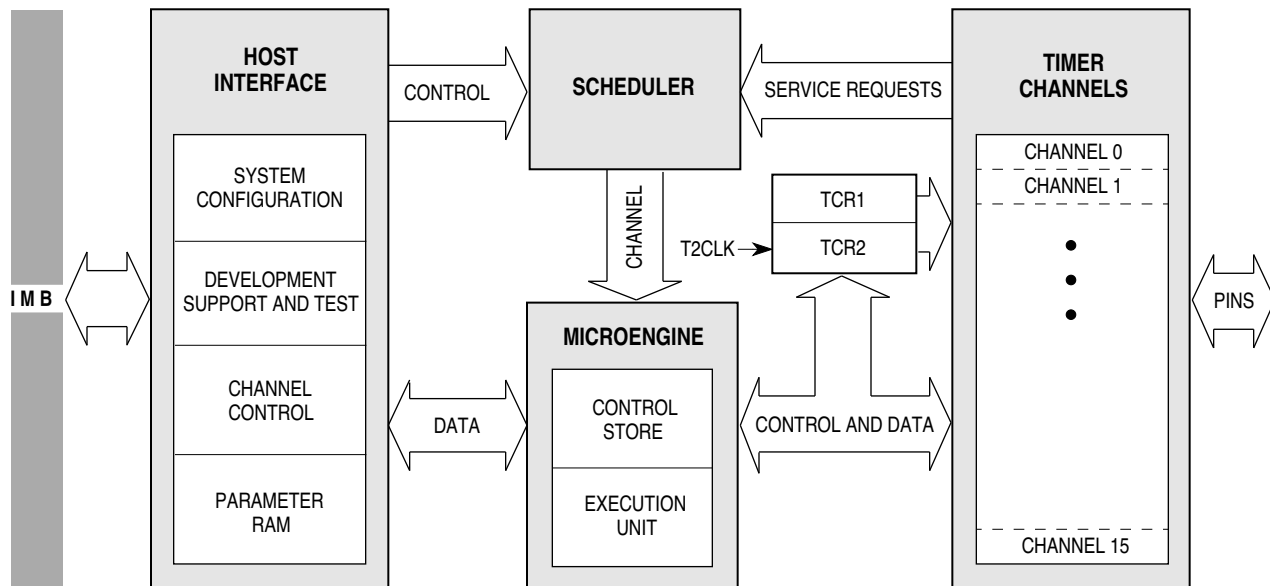 IMB
HOST
INTERFACE
SYSTEM
CONFIGURATION
DEVELOPMENT
SUPPORT AND TEST
CHANNEL
CONTROL
PARAMETER
RAM
CONTROL
DATA
SCHEDULER
CHANNEL
MICROENGINE
CONTROL
STORE
EXECUTION
UNIT
SERVICE REQUESTS
TCR1
T2CLK
TCR2
CONTROL AND DATA
TIMER
CHANNELS
CHANNEL 0
CHANNEL 1
CHANNEL 15
PINS